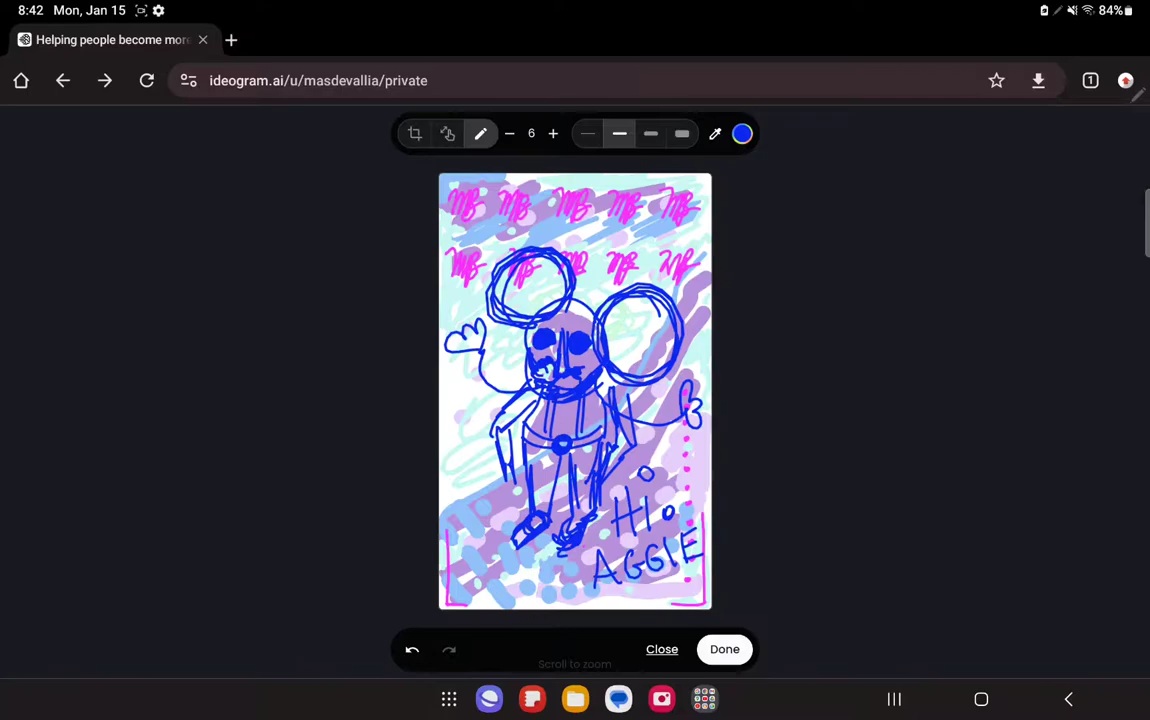 8:42 Mon, Jan 15
84%
Helping people become more
ideogram.ai/u/masdevallia/private
1
6
Hi
AGGIE
Close
Done
Scroll to zoom